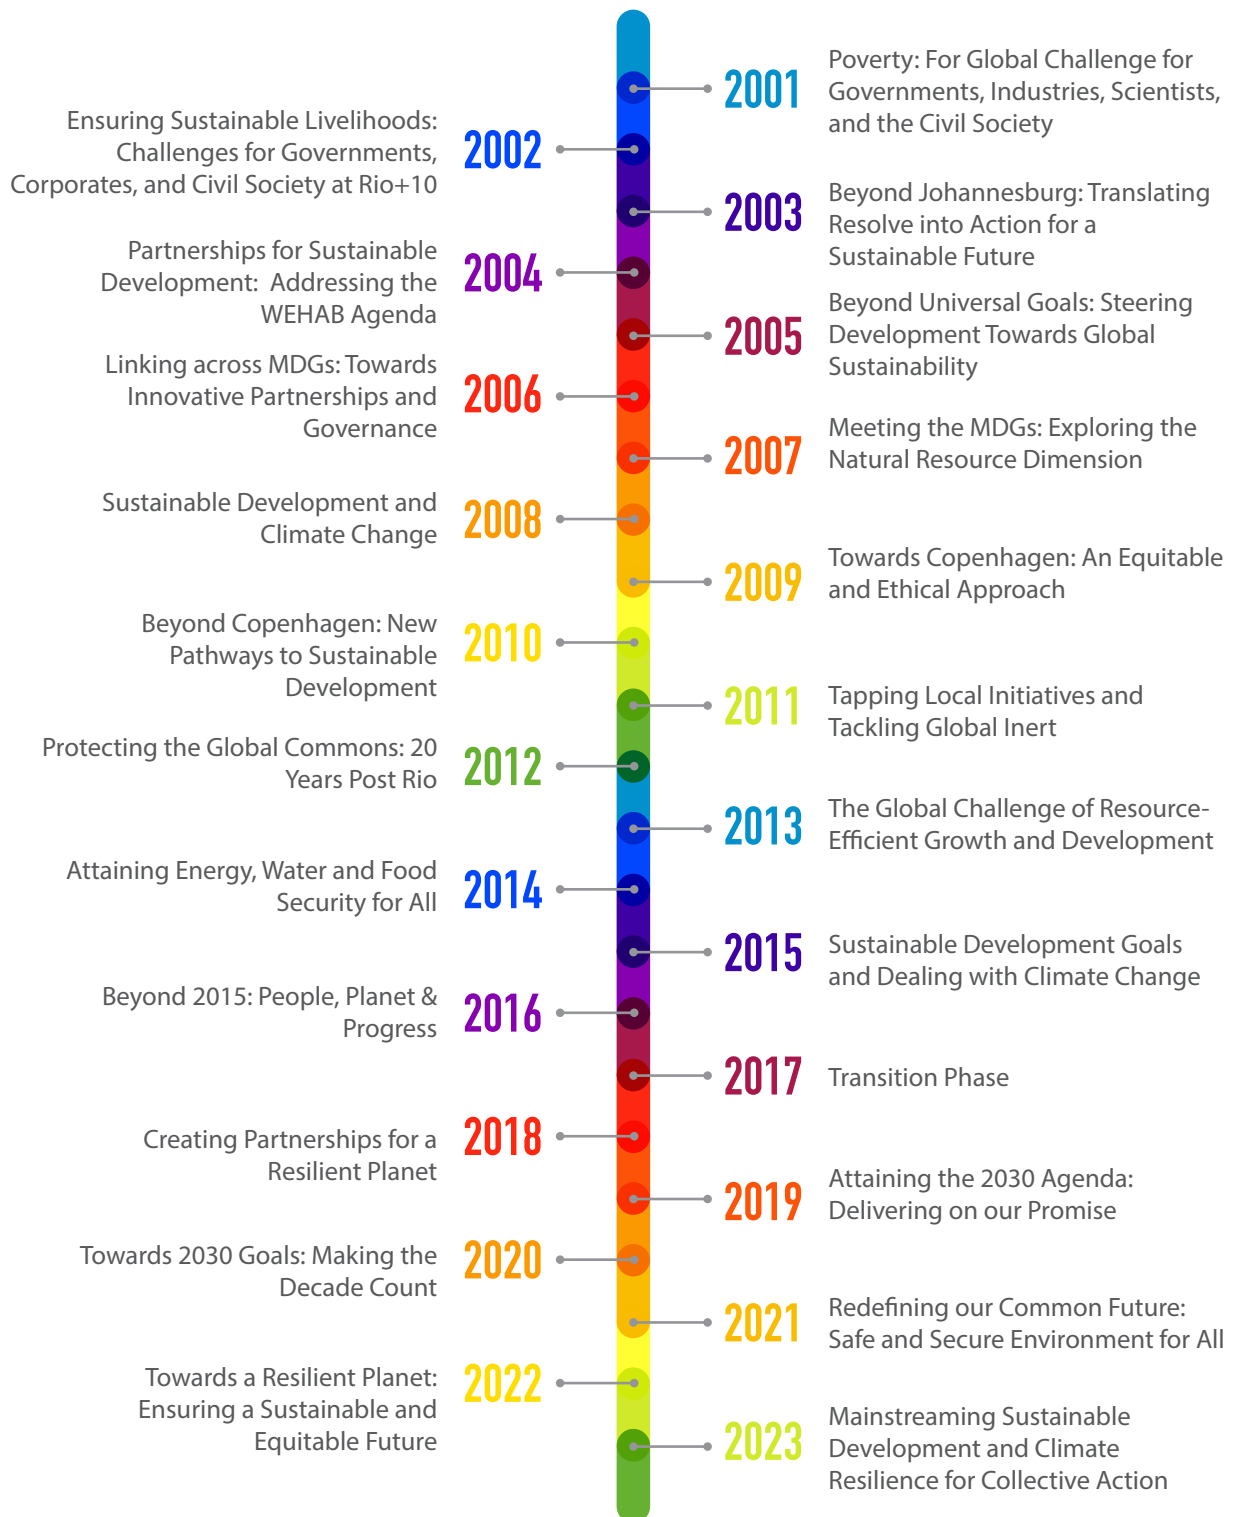 2001
Poverty: For Global Challenge for
Governments, Industries, Scientists,
and the Civil Society
Ensuring Sustainable Livelihoods:
Challenges for Governments,
Corporates, and Civil Society at Rio+10
2002
2003
Beyond Johannesburg: Translating
Resolve into Action for a
Sustainable Future
Partnerships for Sustainable
Development:  Addressing the
WEHAB Agenda
2004
2005
Beyond Universal Goals: Steering
Development Towards Global
Sustainability
Linking across MDGs: Towards
Innovative Partnerships and
Governance
2006
2007
Meeting the MDGs: Exploring the
Natural Resource Dimension
Sustainable Development and
Climate Change
2008
2009
Towards Copenhagen: An Equitable
and Ethical Approach
Beyond Copenhagen: New
Pathways to Sustainable
Development
2010
2011
Tapping Local Initiatives and
Tackling Global Inert
Protecting the Global Commons: 20
Years Post Rio
2012
2013
The Global Challenge of Resource-
Efficient Growth and Development
Attaining Energy, Water and Food
Security for All
2014
2015
Sustainable Development Goals
and Dealing with Climate Change
Beyond 2015: People, Planet &
Progress
2016
2017
Transition Phase
Creating Partnerships for a
Resilient Planet
2018
2019
Attaining the 2030 Agenda:
Delivering on our Promise
Towards 2030 Goals: Making the
Decade Count
2020
2021
Redefining our Common Future:
Safe and Secure Environment for All
Towards a Resilient Planet:
Ensuring a Sustainable and
Equitable Future
2022
2023
Mainstreaming Sustainable
Development and Climate
Resilience for Collective Action